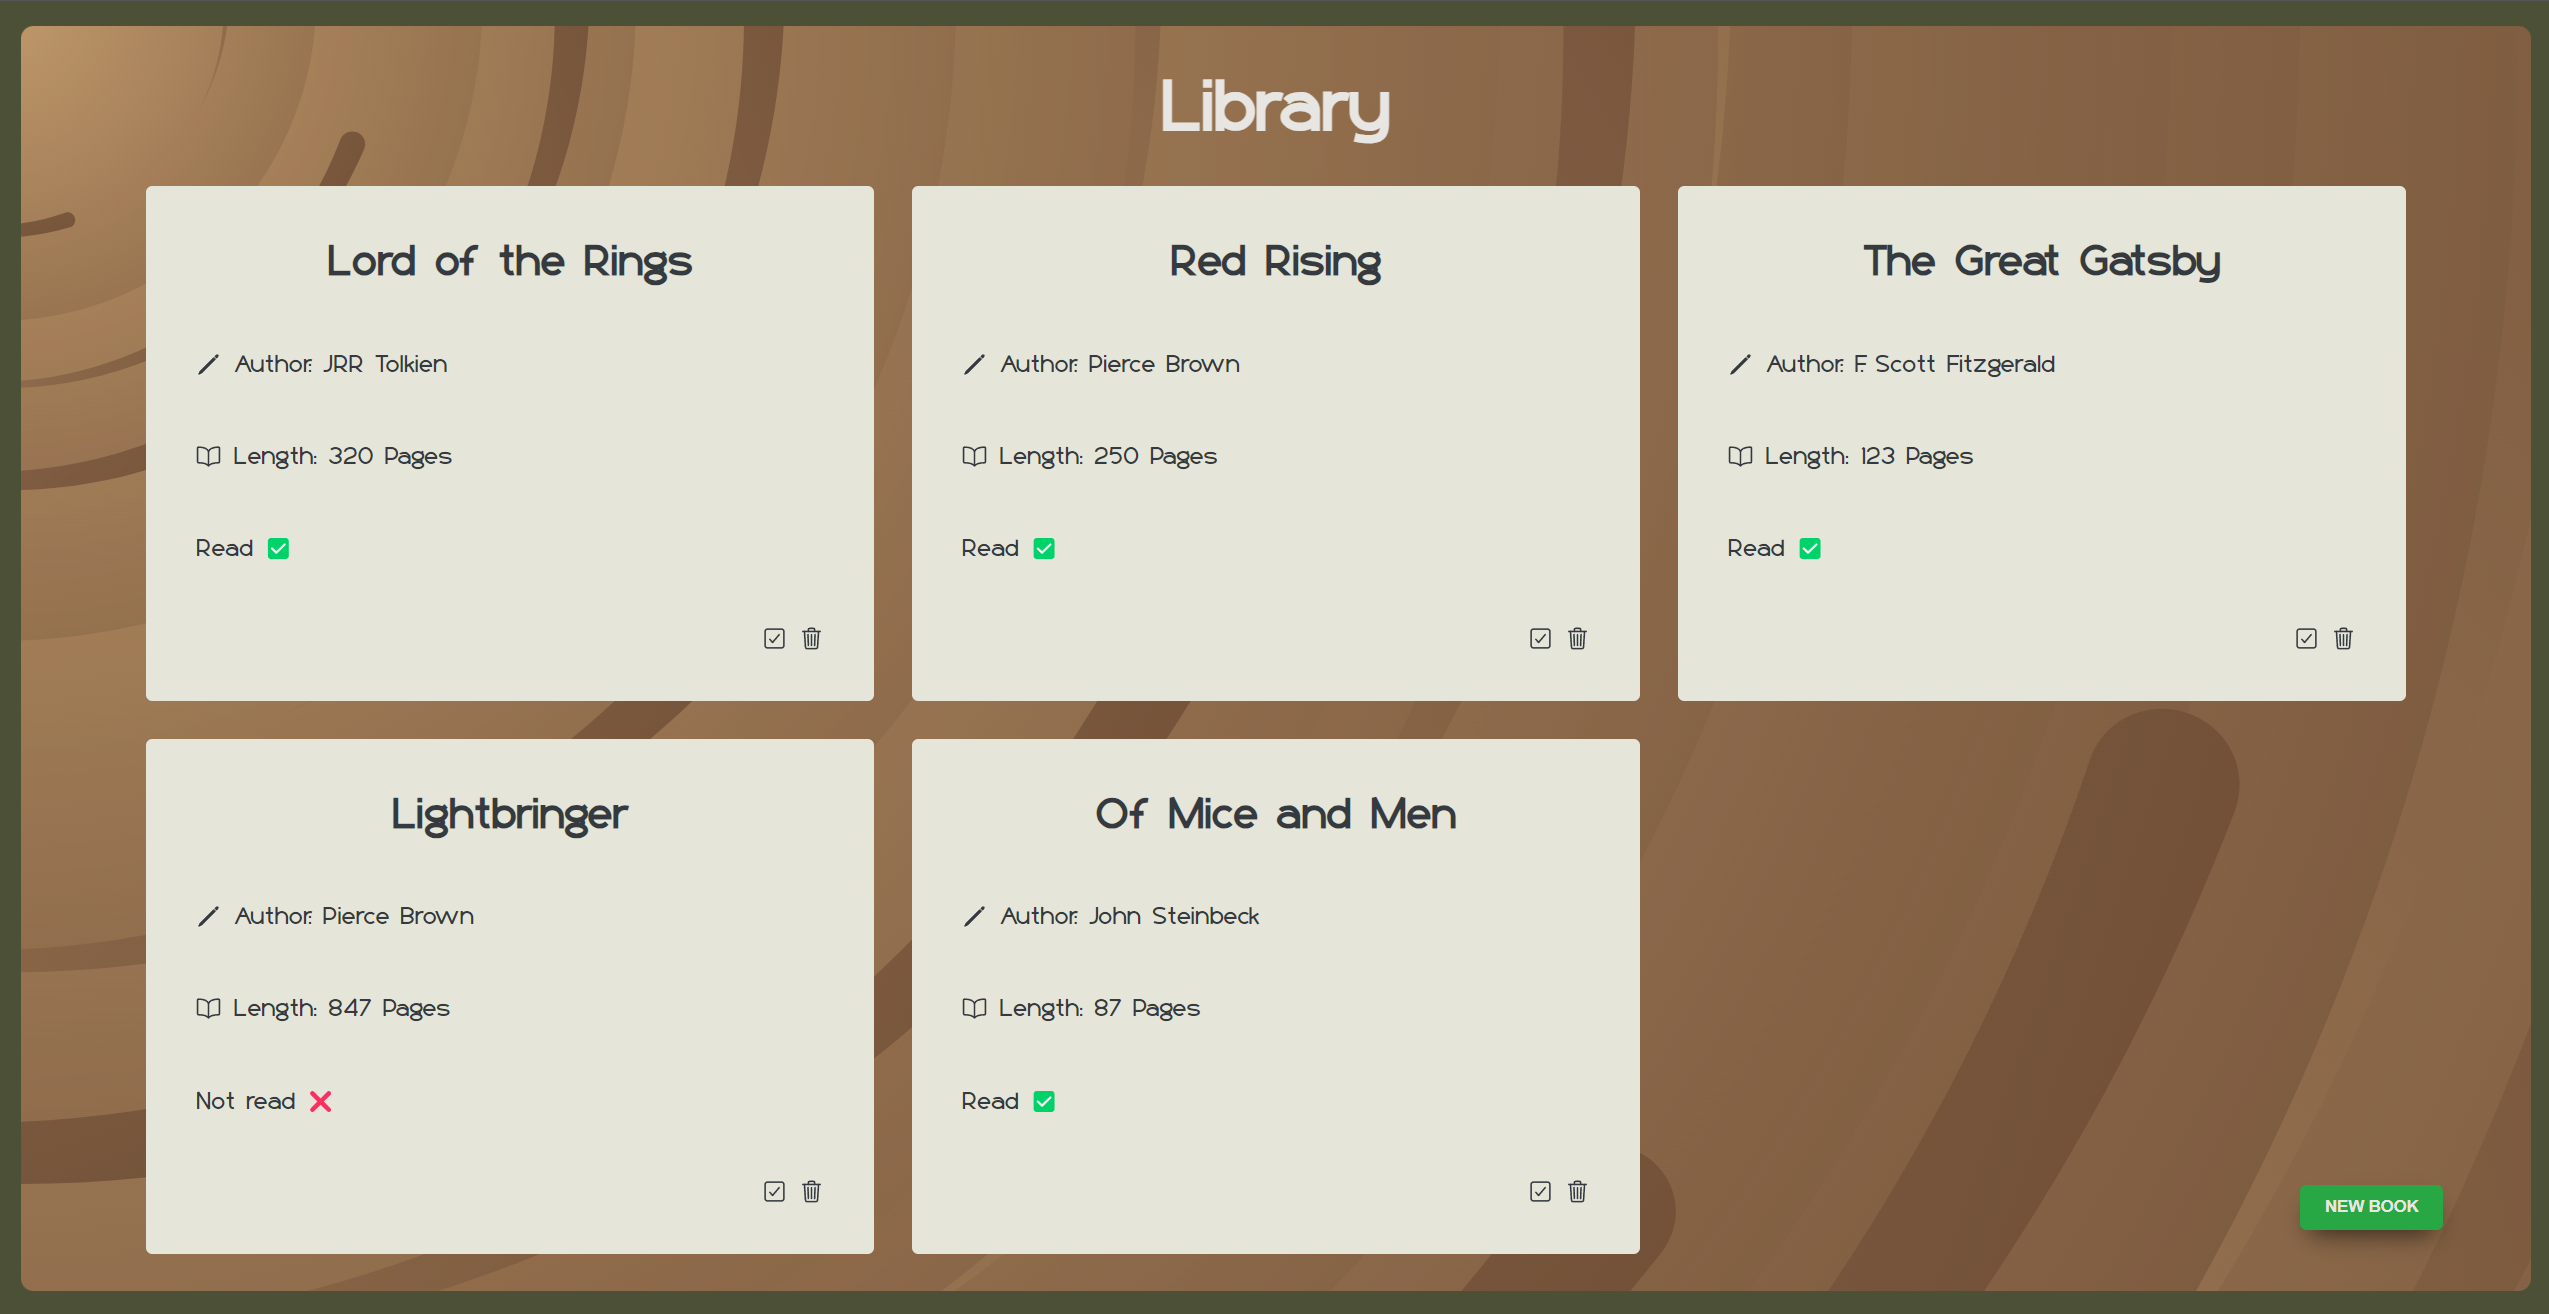 Library
Lord of the Rings
Author: JRR Tolkien
Length: 320 Pages
Read
Red Rising
Author: Pierce Brown
Length: 250 Pages
Read
The Great Gatsby
Author: F. Scott Fitzgerald
Length: 123 Pages
Read
Lightbringer
Author: Pierce Brown
Length: 847 Pages
Not read
Of Mice and Men
Author: John Steinbeck
Length: 87 Pages
Read
NEW BOOK